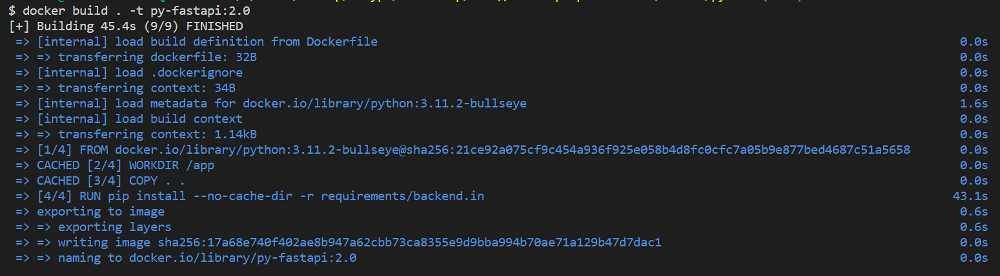 $ docker build . -t py-fastapi:2.0
[+] Building 45.4s (9/9) FINISHED
=> [internal] load build definition from Dockerfile 0.0s
=> => transferring dockerfile: 32B 0.0s
=> [internal] load .dockerignore 0.0s
=> => transferring context: 34B 0.0s
=> [internal] load metadata for docker.io/library/python:3.11.2-bullseye 1.6s
=> [internal] load build context 0.0s
=> => transferring context: 1.14kB 0.0s
=> [1/4] FROM docker.io/library/python:3.11.2-bullseye@sha256:21ce92a075cf9c454a936f925e058b4d8fc0cfc7a05b9e877bed4687c51a5658 0.0s
=> CACHED [2/4] WORKDIR /app 0.0s
=> CACHED [3/4] COPY . . 0.0s
=> [4/4] RUN pip install --no-cache-dir -r requirements/backend.in 43.1s
=> exporting to image 0.6s
=> => exporting layers 0.6s
=> => writing image sha256:17a68e740f402ae8b947a62cbb73ca8355e9d9bba994b70ae71a129b47d7dac1 0.0s
=> => naming to docker.io/library/py-fastapi:2.0 0.0s